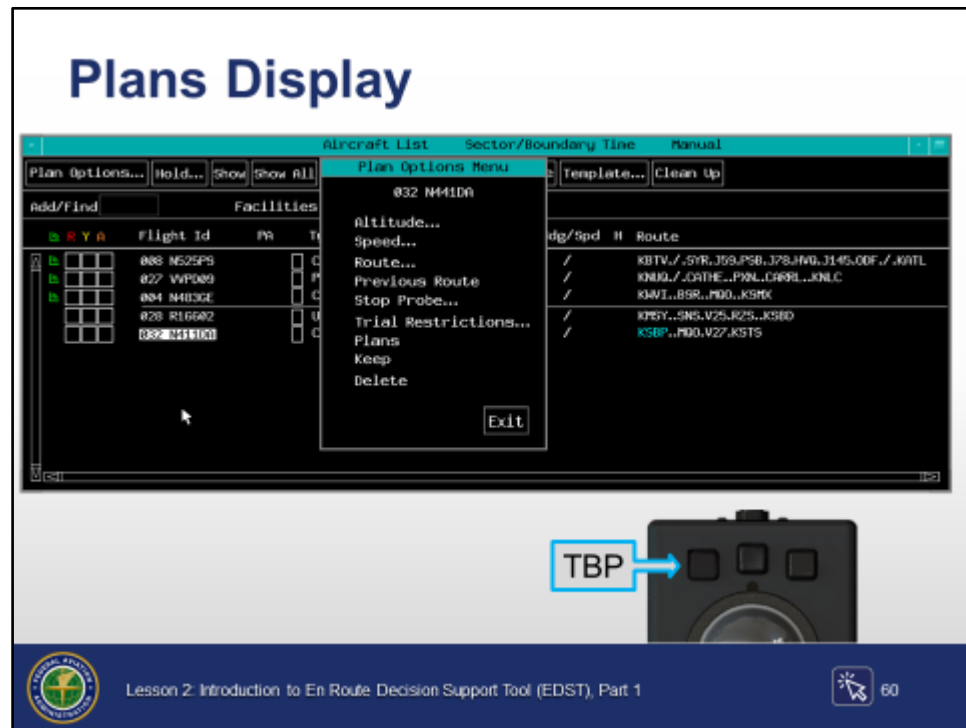 Plans Display
Aircraft List Sector/Boundary Time Manual
Plan Options... Hold... Show Show All Template... Clean Up
Plan Options Menu
032 N441DA
Add/Find Facilities
R Y A Flight Id PA dg/Spd H Route
008 N525PS C / KBTV./.SYR.J59.PSB.J78.HVQ.J145.ODF./.KATL
027 VVPD09 P / KNUQ./.CATHE..PXN..CARRL..KNLC
004 N483GE C / KWVI..BSR..MQO..KSMX
028 R16602 U / KMRY..SNS.V25.RZS..KSBD
032 N441DA C / KSBP..MQO.V27.KSTS
Altitude...
Speed...
Route...
Previous Route
Stop Probe...
Trial Restrictions...
Plans
Keep
Delete
Exit
TBP
Lesson 2: Introduction to En Route Decision Support Tool (EDST), Part 1
60